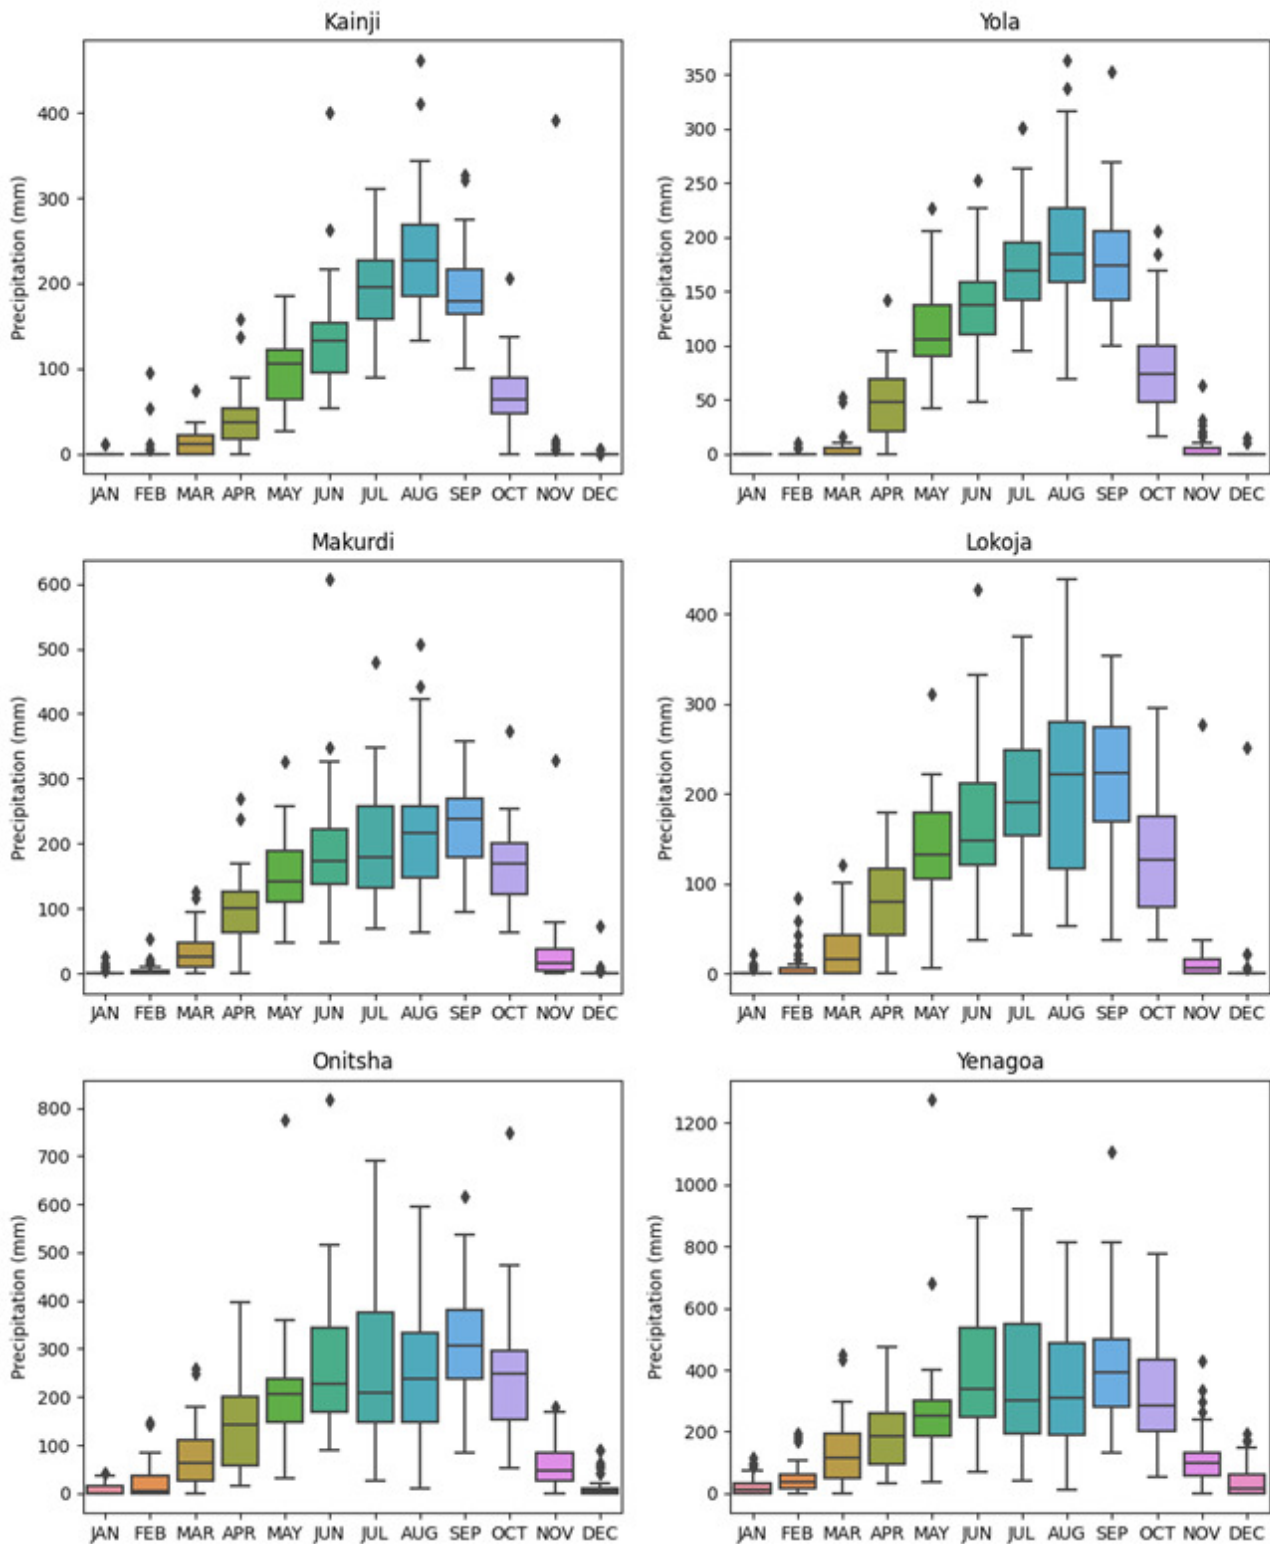 Kainji
Precipitation (mm)
400
300
200
100
0
JAN FEB MAR APR MAY JUN JUL AUG SEP OCT NOV DEC
Yola
Precipitation (mm)
350
300
250
200
150
100
50
0
JAN FEB MAR APR MAY JUN JUL AUG SEP OCT NOV DEC
Makurdi
Precipitation (mm)
600
500
400
300
200
100
0
JAN FEB MAR APR MAY JUN JUL AUG SEP OCT NOV DEC
Lokoja
Precipitation (mm)
400
300
200
100
0
JAN FEB MAR APR MAY JUN JUL AUG SEP OCT NOV DEC
Onitsha
Precipitation (mm)
800
700
600
500
400
300
200
100
0
JAN FEB MAR APR MAY JUN JUL AUG SEP OCT NOV DEC
Yenagoa
Precipitation (mm)
1200
1000
800
600
400
200
0
JAN FEB MAR APR MAY JUN JUL AUG SEP OCT NOV DEC